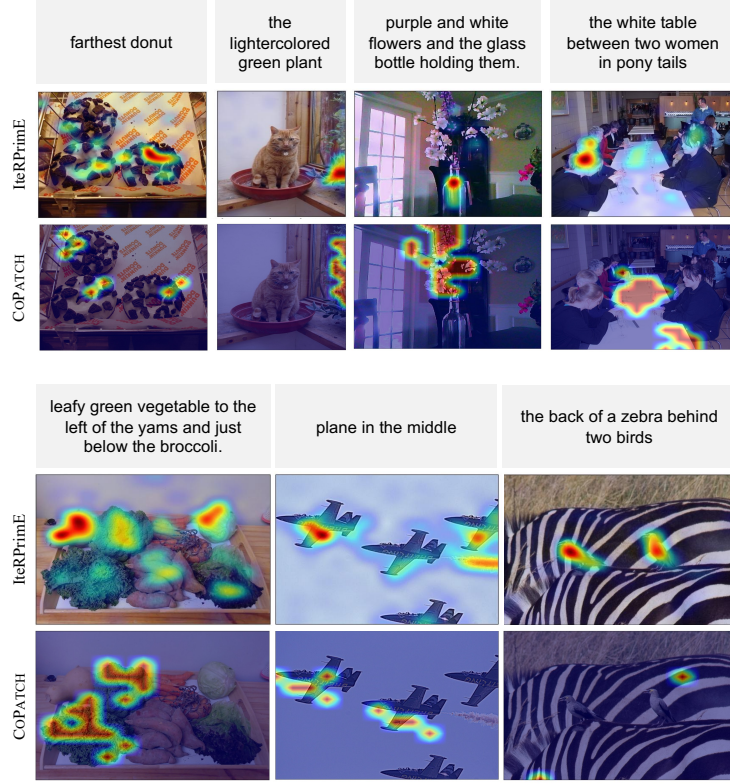 farthest donut
the
lightercolored
green plant
purple and white
flowers and the glass
bottle holding them.
the white table
between two women
in pony tails
IteRPrimE
CoPatch
leafy green vegetable to the
left of the yams and just
below the broccoli.
plane in the middle
the back of a zebra behind
two birds
IteRPrimE
CoPatch